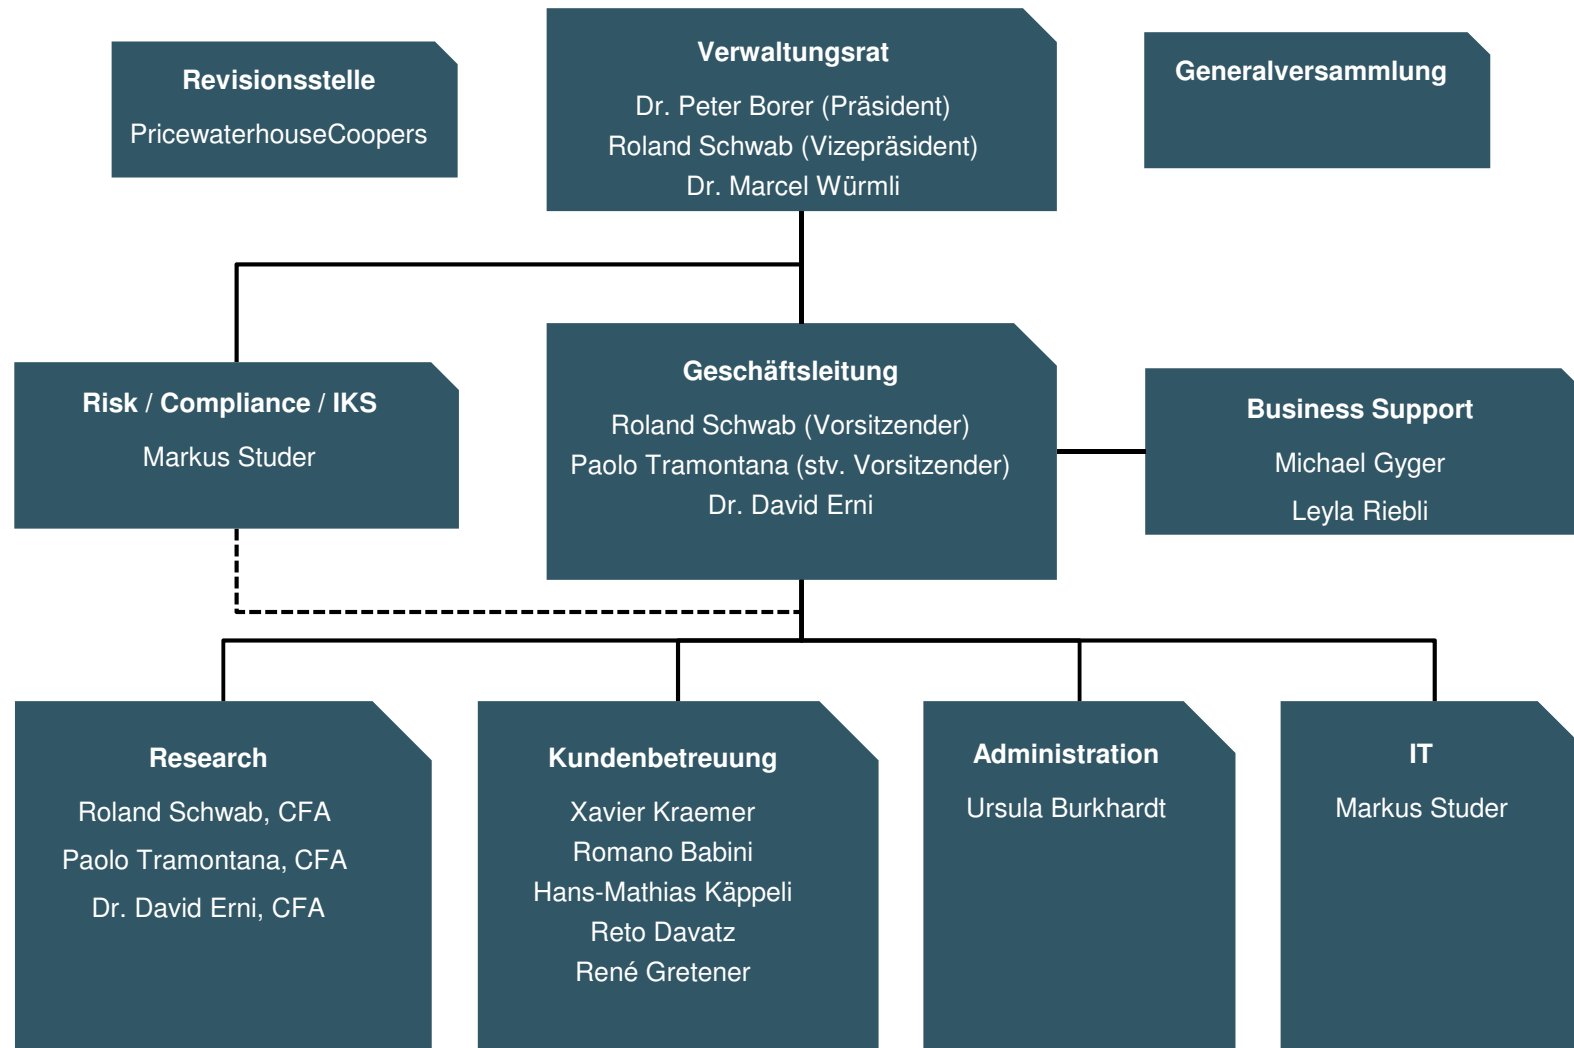 Revisionsstelle
PricewaterhouseCoopers
Verwaltungsrat
Dr. Peter Borer (Präsident)
Roland Schwab (Vizepräsident)
Dr. Marcel Würmli
Generalversammlung
Risk / Compliance / IKS
Markus Studer
Geschäftsleitung
Roland Schwab (Vorsitzender)
Paolo Tramontana (stv. Vorsitzender)
Dr. David Erni
Business Support
Michael Gyger
Leyla Riebli
Research
Roland Schwab, CFA
Paolo Tramontana, CFA
Dr. David Erni, CFA
Kundenbetreuung
Xavier Kraemer
Romano Babini
Hans-Mathias Käppeli
Reto Davatz
René Gretener
Administration
Ursula Burkhardt
IT
Markus Studer